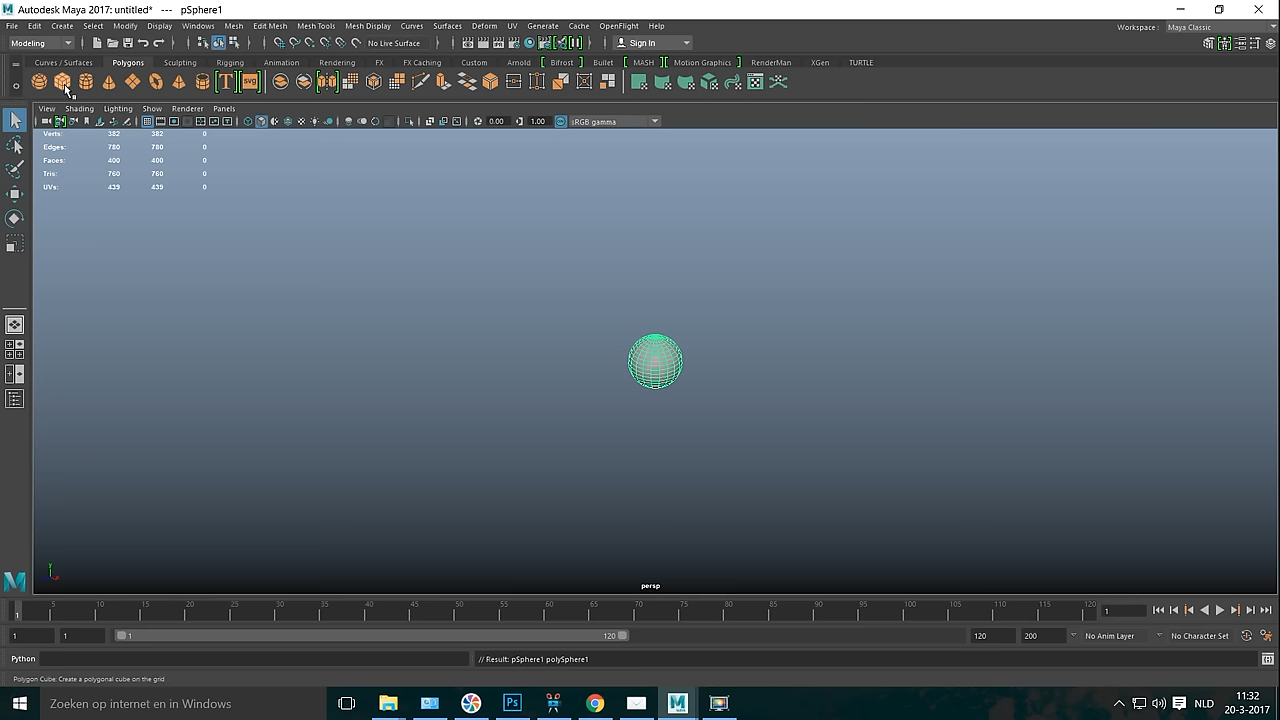 Autodesk Maya 2017: untitled* --- pSphere1
File Edit Create Select Modify Display Windows Mesh Edit Mesh Mesh Tools Mesh Display Curves Surfaces Deform UV Generate Cache OpenFlight Help
Workspace : Maya Classic
Modeling No Live Surface Sign In
Curves / Surfaces Polygons Sculpting Rigging Animation Rendering FX FX Caching Custom Arnold Bifrost Bullet MASH Motion Graphics RenderMan XGen TURTLE
T svg
View Shading Lighting Show Renderer Panels
0.00 1.00 sRGB gamma
Verts: 382 382 0
Edges: 780 780 0
Faces: 400 400 0
Tris: 760 760 0
UVs: 439 439 0
y
persp
1 5 10 15 20 25 30 35 40 45 50 55 60 65 70 75 80 85 90 95 100 105 110 115 120 1
1 1 1 120 120 200 No Anim Layer No Character Set
Python // Result: pSphere1 polySphere1
Polygon Cube: Create a polygonal cube on the grid
Zoeken op internet en in Windows Ps NLD 11:32
20-3-2017